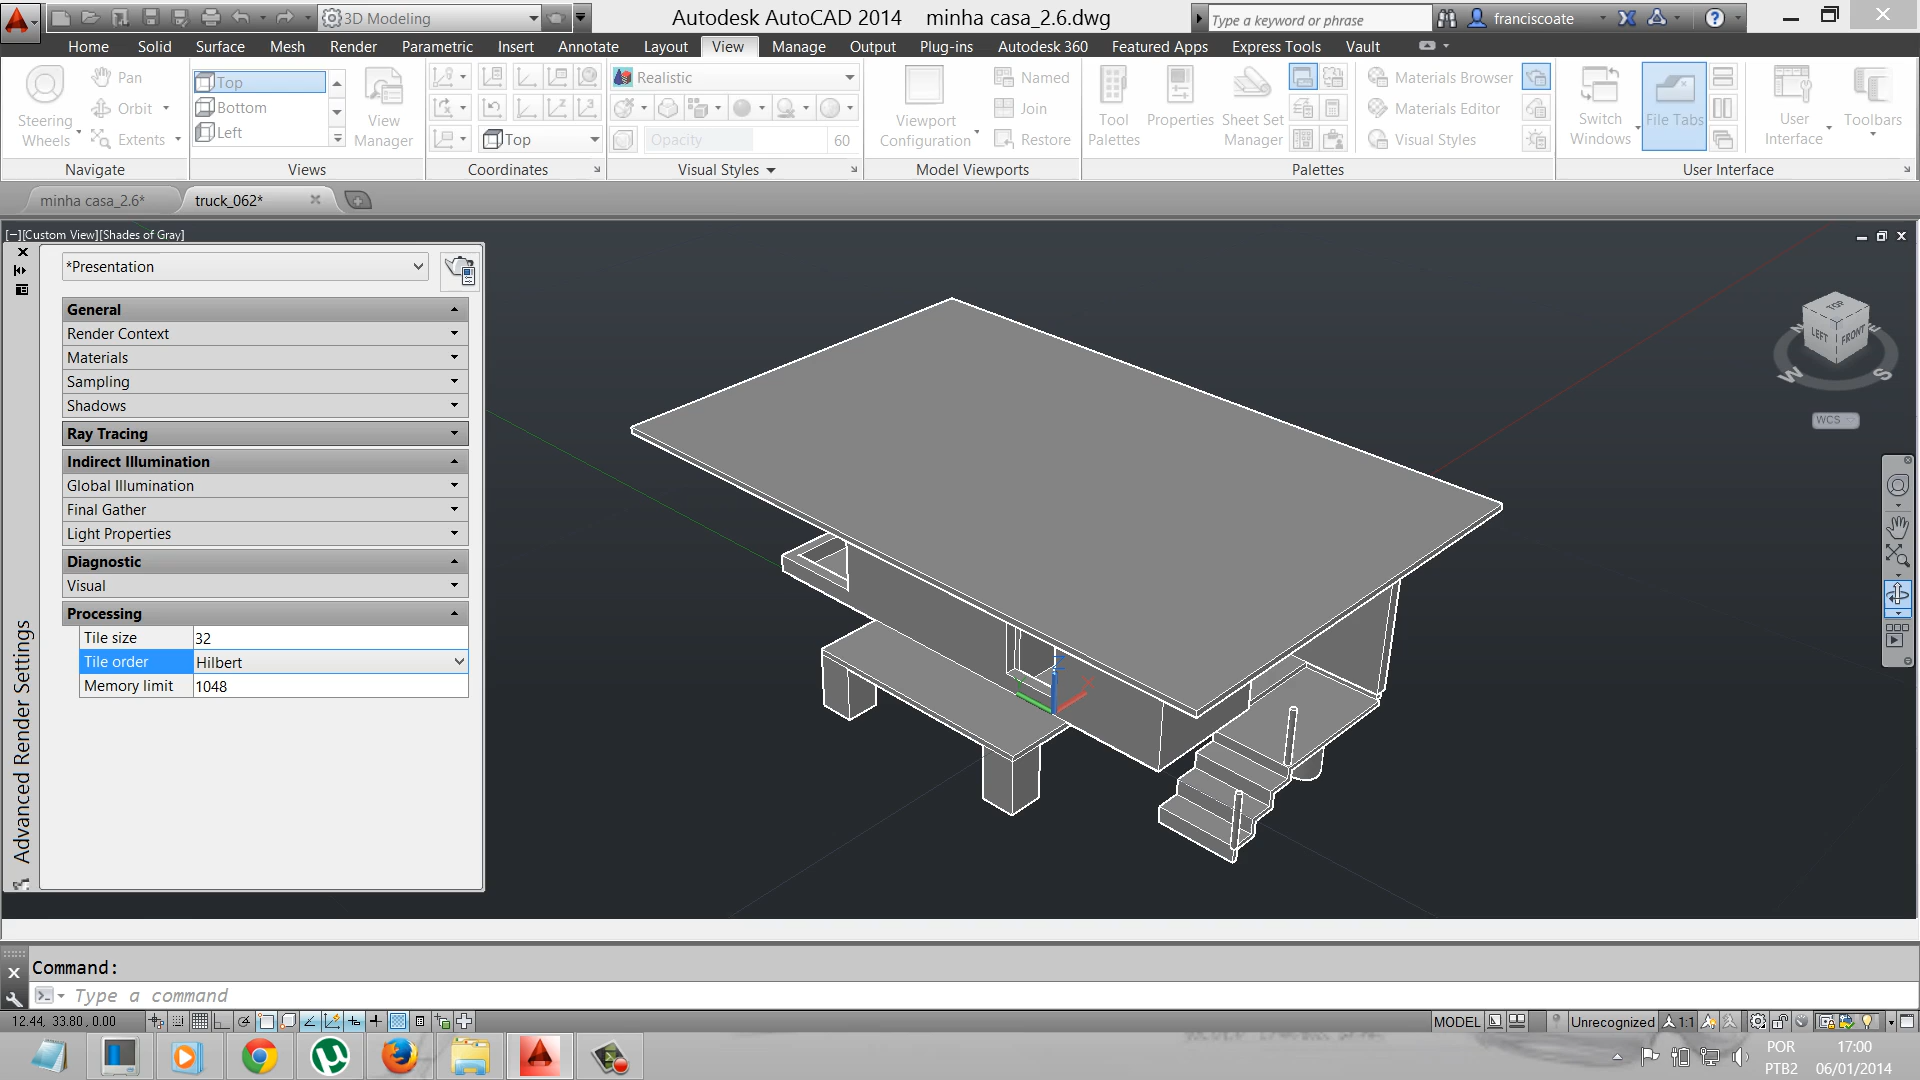 3D Modeling
Autodesk AutoCAD 2014 minha casa_2.6.dwg
Type a keyword or phrase
franciscoate
Home Solid Surface Mesh Render Parametric Insert Annotate Layout View Manage Output Plug-ins Autodesk 360 Featured Apps Express Tools Vault
Steering Wheels
Pan
Orbit
Extents
Navigate
Top
Bottom
Left
View Manager
Views
Top
Coordinates
Realistic
Opacity 60
Visual Styles
Viewport Configuration
Named
Join
Restore
Model Viewports
Tool Palettes
Properties
Sheet Set Manager
Materials Browser
Materials Editor
Visual Styles
Palettes
Switch Windows
File Tabs
User Interface
Toolbars
User Interface
minha casa_2.6*
truck_062*
[−][Custom View][Shades of Gray]
*Presentation
General
Render Context
Materials
Sampling
Shadows
Ray Tracing
Indirect Illumination
Global Illumination
Final Gather
Light Properties
Diagnostic
Visual
Processing
Tile size 32
Tile order Hilbert
Memory limit 1048
Advanced Render Settings
TOP
LEFT
FRONT
N
E
W
S
WCS
Z
X
Command:
Type a command
12.44, 33.80, 0.00
MODEL
Unrecognized
1:1
POR
PTB2
17:00
06/01/2014